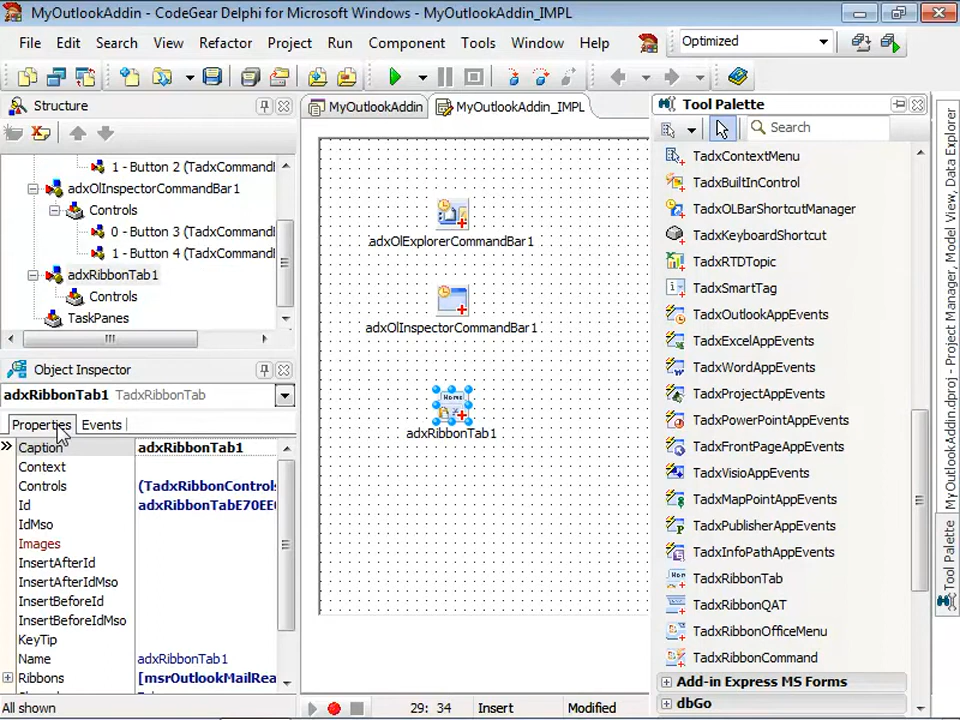 MyOutlookAddin - CodeGear Delphi for Microsoft Windows - MyOutlookAddin_IMPL
File Edit Search View Refactor Project Run Component Tools Window Help
Optimized
Structure
1 - Button 2 (TadxCommandI
adxOlInspectorCommandBar1
Controls
0 - Button 3 (TadxCommandI
1 - Button 4 (TadxCommandI
adxRibbonTab1
Controls
TaskPanes
Object Inspector
adxRibbonTab1 TadxRibbonTab
Properties Events
Caption adxRibbonTab1
Context
Controls (TadxRibbonControls
Id adxRibbonTabE70EE
IdMso
Images
InsertAfterId
InsertAfterIdMso
InsertBeforeId
InsertBeforeIdMso
KeyTip
Name adxRibbonTab1
Ribbons [msrOutlookMailRea
All shown
MyOutlookAddin MyOutlookAddin_IMPL
adxOlExplorerCommandBar1
adxOlInspectorCommandBar1
Home
adxRibbonTab1
29: 34 Insert Modified
Tool Palette
Search
TadxContextMenu
TadxBuiltInControl
TadxOLBarShortcutManager
TadxKeyboardShortcut
TadxRTDTopic
TadxSmartTag
TadxOutlookAppEvents
TadxExcelAppEvents
TadxWordAppEvents
TadxProjectAppEvents
TadxPowerPointAppEvents
TadxFrontPageAppEvents
TadxVisioAppEvents
TadxMapPointAppEvents
TadxPublisherAppEvents
TadxInfoPathAppEvents
TadxRibbonTab
TadxRibbonQAT
TadxRibbonOfficeMenu
TadxRibbonCommand
Add-in Express MS Forms
dbGo
MyOutlookAddin.dproj - Project Manager, Model View, Data Explorer
Tool Palette